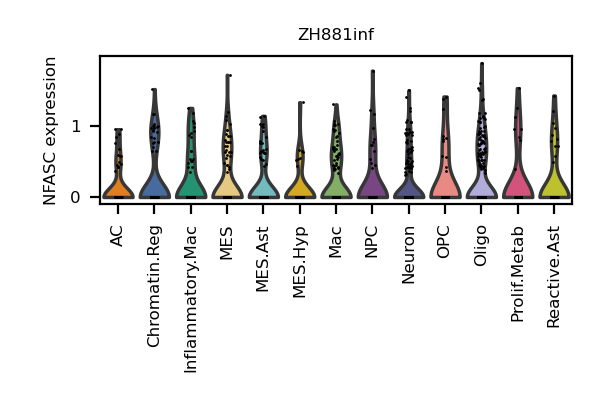 ZH881inf
NFASC expression
1
0
AC
Chromatin.Reg
Inflammatory.Mac
MES
MES.Ast
MES.Hyp
Mac
NPC
Neuron
OPC
Oligo
Prolif.Metab
Reactive.Ast